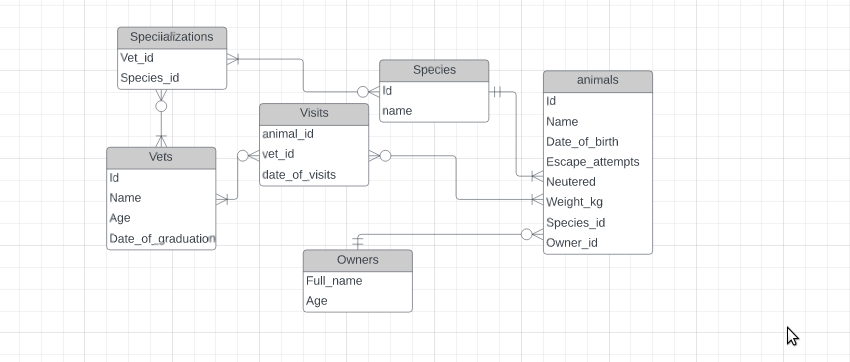 Speciializations
Vet_id
Species_id
Species
Id
name
animals
Id
Name
Date_of_birth
Escape_attempts
Neutered
Weight_kg
Species_id
Owner_id
Visits
animal_id
vet_id
date_of_visits
Vets
Id
Name
Age
Date_of_graduation
Owners
Full_name
Age